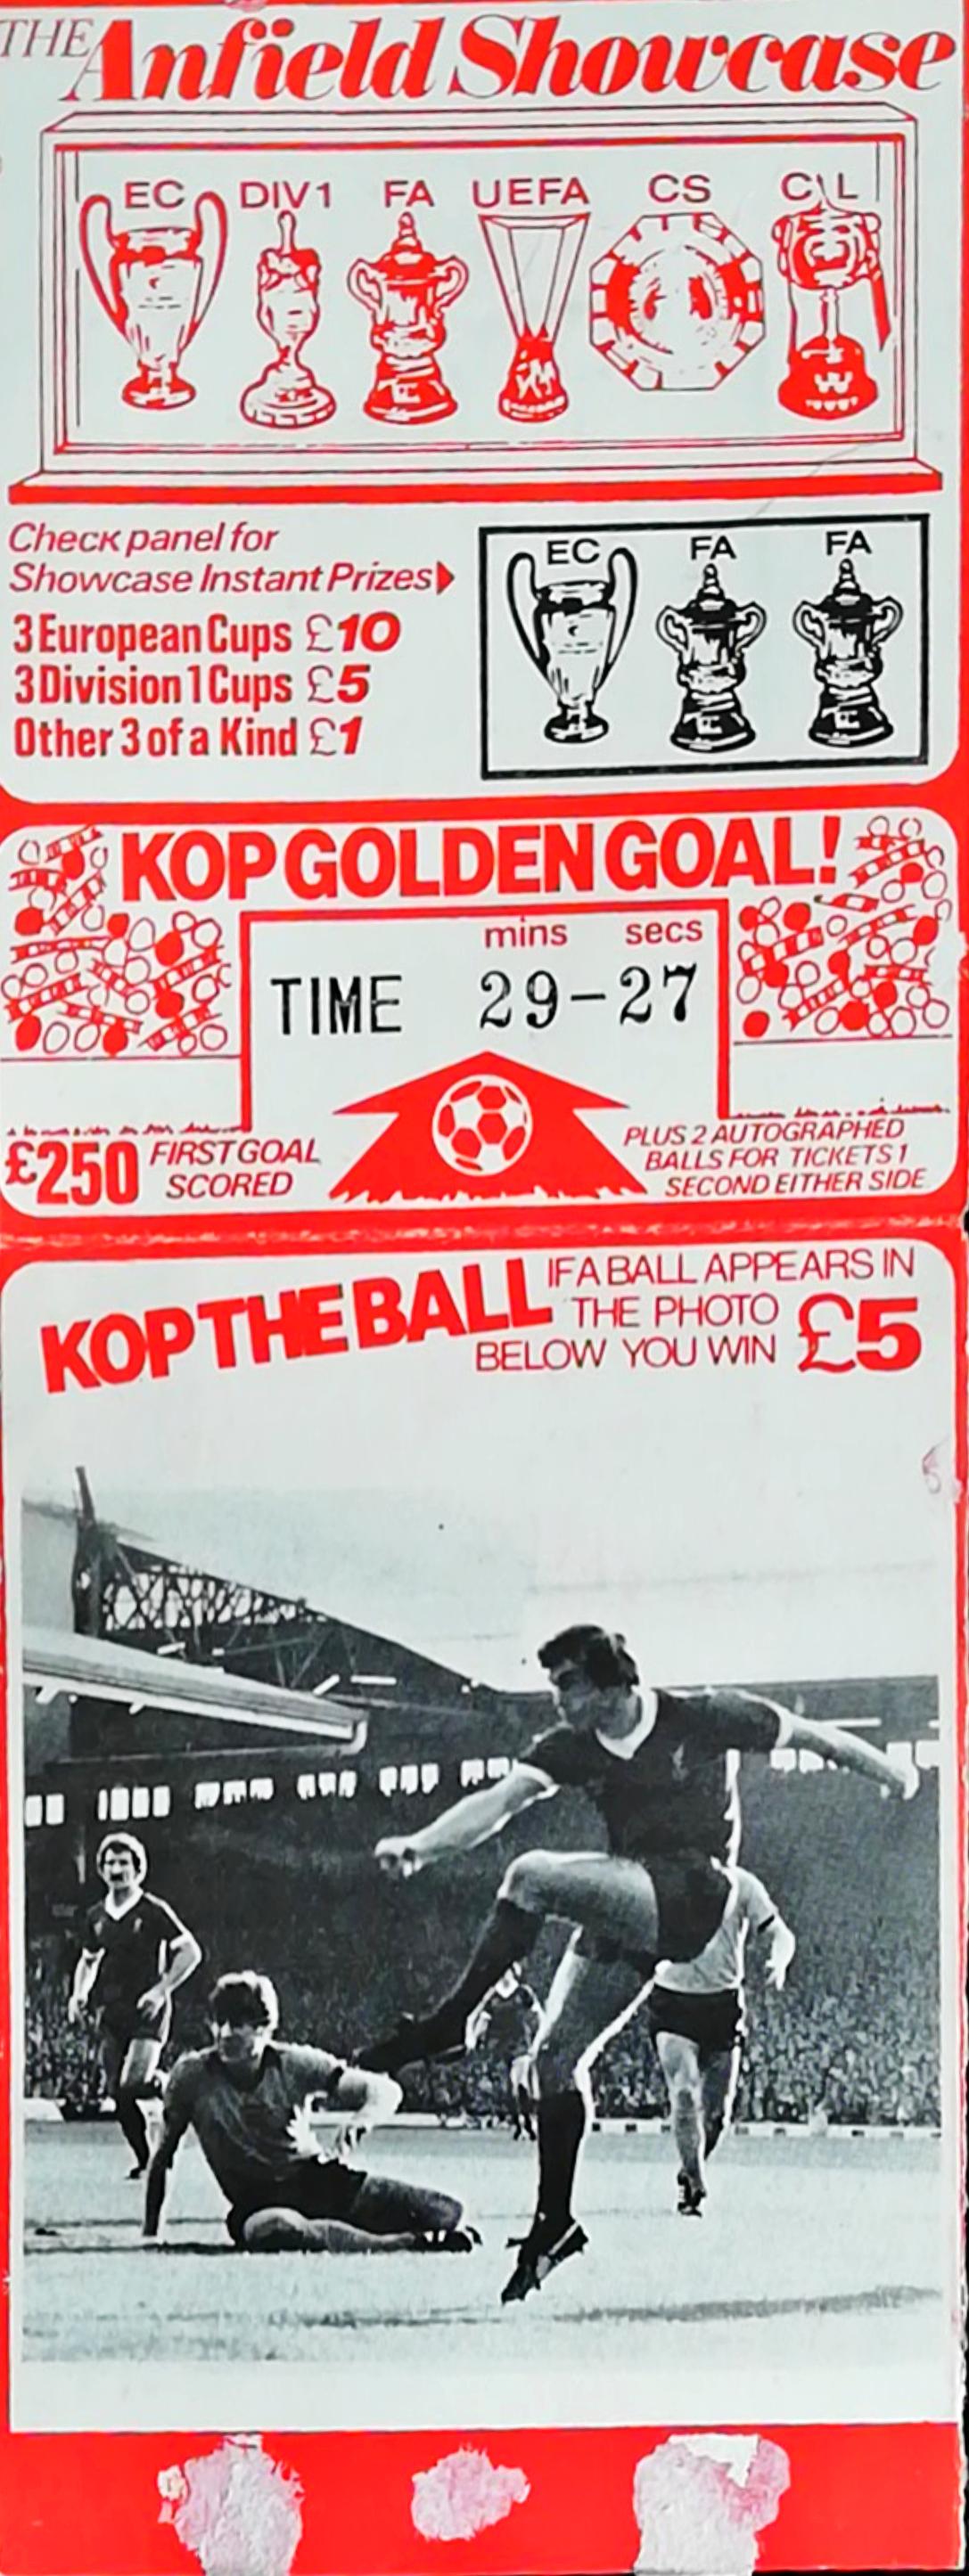 THE Anfield Showcase
EC DIV1 FA UEFA CS C\L
Check panel for
Showcase Instant Prizes
3 European Cups £10
3 Division 1 Cups £5
Other 3 of a Kind £1
EC FA FA
KOP GOLDEN GOAL!
mins secs
TIME 29-27
£250 FIRST GOAL
SCORED
PLUS 2 AUTOGRAPHED
BALLS FOR TICKETS 1
SECOND EITHER SIDE
KOP THE BALL
IF A BALL APPEARS IN
THE PHOTO
BELOW YOU WIN £5